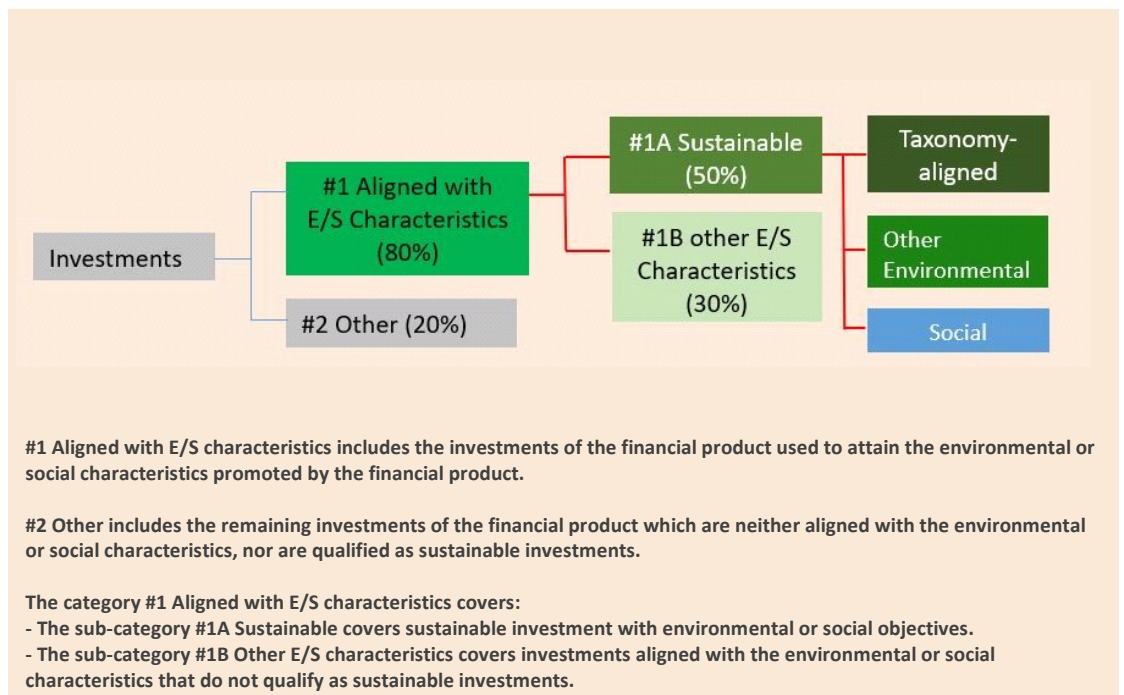 Investments
#1 Aligned with
E/S Characteristics
(80%)
#2 Other (20%)
#1A Sustainable
(50%)
#1B other E/S
Characteristics
(30%)
Taxonomy-
aligned
Other
Environmental
Social
#1 Aligned with E/S characteristics includes the investments of the financial product used to attain the environmental or
social characteristics promoted by the financial product.
#2 Other includes the remaining investments of the financial product which are neither aligned with the environmental
or social characteristics, nor are qualified as sustainable investments.
The category #1 Aligned with E/S characteristics covers:
- The sub-category #1A Sustainable covers sustainable investment with environmental or social objectives.
- The sub-category #1B Other E/S characteristics covers investments aligned with the environmental or social
characteristics that do not qualify as sustainable investments.